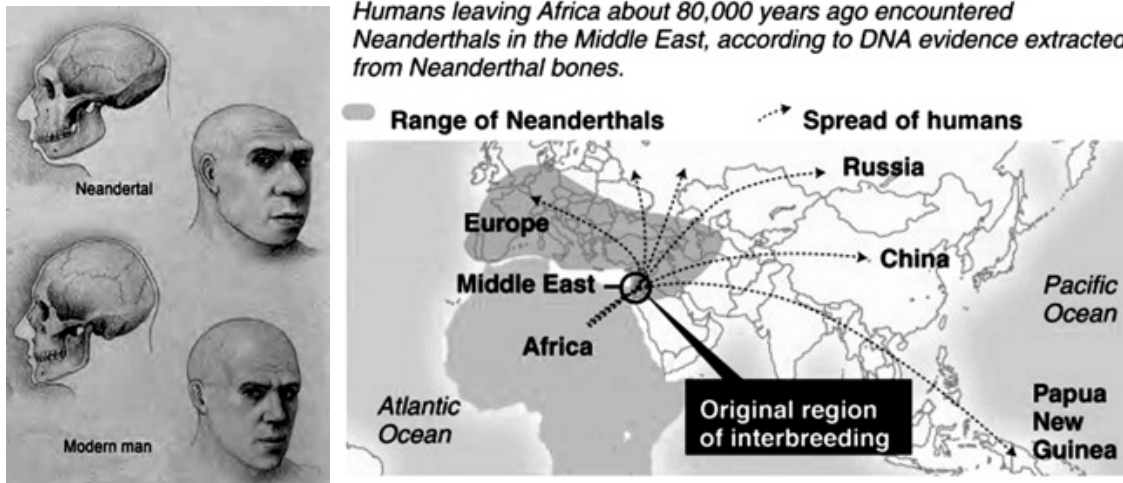 Neandertal
Modern man
Humans leaving Africa about 80,000 years ago encountered
Neanderthals in the Middle East, according to DNA evidence extracted
from Neanderthal bones.
Range of Neanderthals
Spread of humans
Russia
Europe
China
Middle East
Africa
Pacific
Ocean
Atlantic
Ocean
Original region
of interbreeding
Papua
New
Guinea